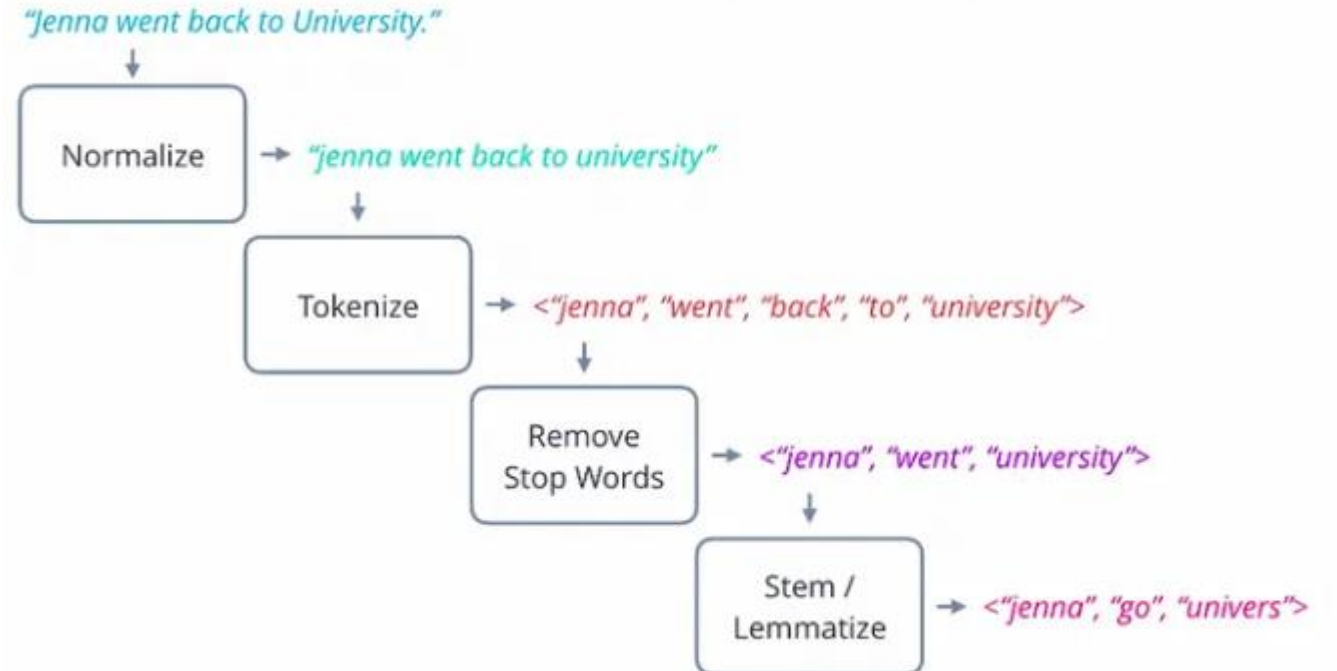 “Jenna went back to University.”
Normalize
“jenna went back to university”
Tokenize
<“jenna”, “went”, “back”, “to”, “university”>
Remove
Stop Words
<“jenna”, “went”, “university”>
Stem /
Lemmatize
<“jenna”, “go”, “univers”>